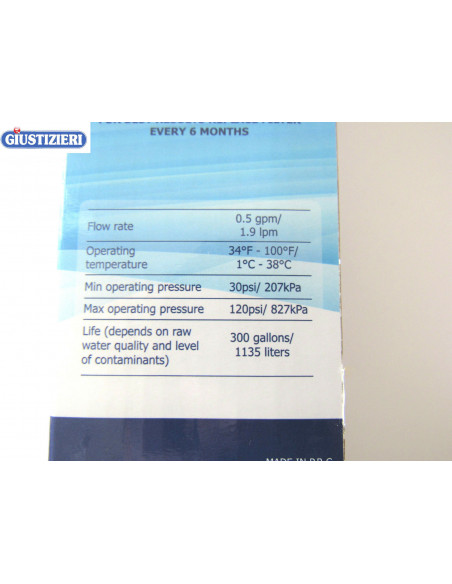 GIUSTIZIERI
EVERY 6 MONTHS
Flow rate
0.5 gpm/
1.9 lpm
Operating
temperature
34°F - 100°F/
1°C - 38°C
Min operating pressure
30psi/ 207kPa
Max operating pressure
120psi/ 827kPa
Life (depends on raw
water quality and level
of contaminants)
300 gallons/
1135 liters
MADE IN